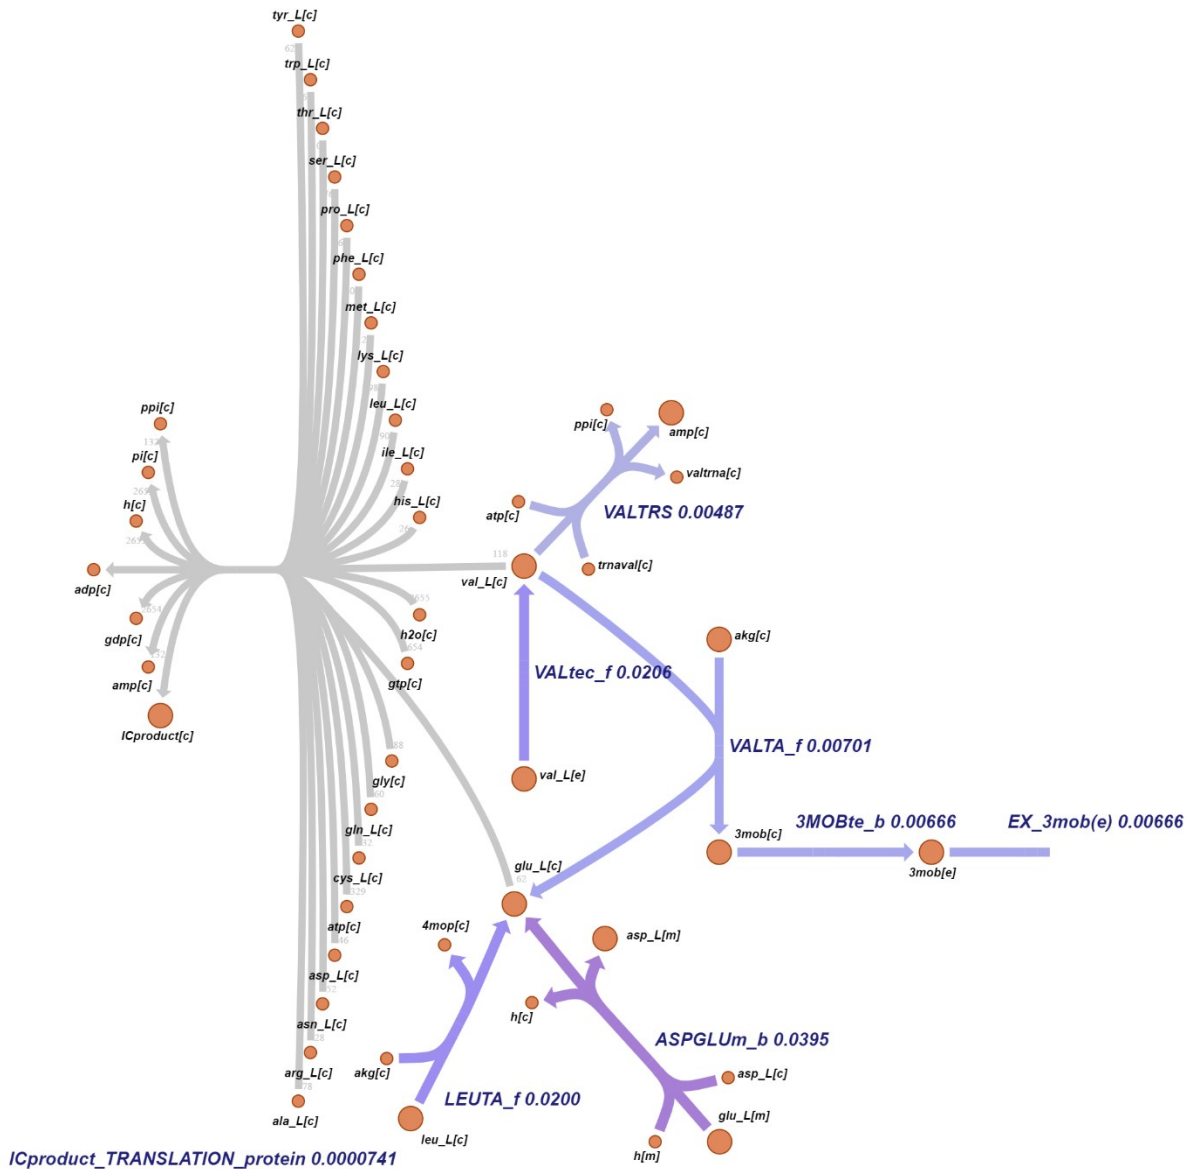 tyr_L[c]
62
trp_L[c]
thr_L[c]
ser_L[c]
pro_L[c]
phe_L[c]
met_L[c]
lys_L[c]
leu_L[c]
ile_L[c]
his_L[c]
ppi[c]
pi[c]
h[c]
adp[c]
gdp[c]
amp[c]
ICproduct[c]
118
val_L[c]
ppi[c]
amp[c]
valtrna[c]
atp[c]
VALTRS 0.00487
trnaval[c]
h2o[c]
gtp[c]
akg[c]
VALtec_f 0.0206
VALTA_f 0.00701
val_L[e]
gly[c]
gln_L[c]
cys_L[c]
atp[c]
asp_L[c]
asn_L[c]
arg_L[c]
ala_L[c]
3mob[c]
3MOBte_b 0.00666
EX_3mob(e) 0.00666
3mob[e]
glu_L[c]
62
4mop[c]
asp_L[m]
h[c]
ASPGLUm_b 0.0395
akg[c]
asp_L[c]
LEUTA_f 0.0200
glu_L[m]
leu_L[c]
h[m]
ICproduct_TRANSLATION_protein 0.0000741